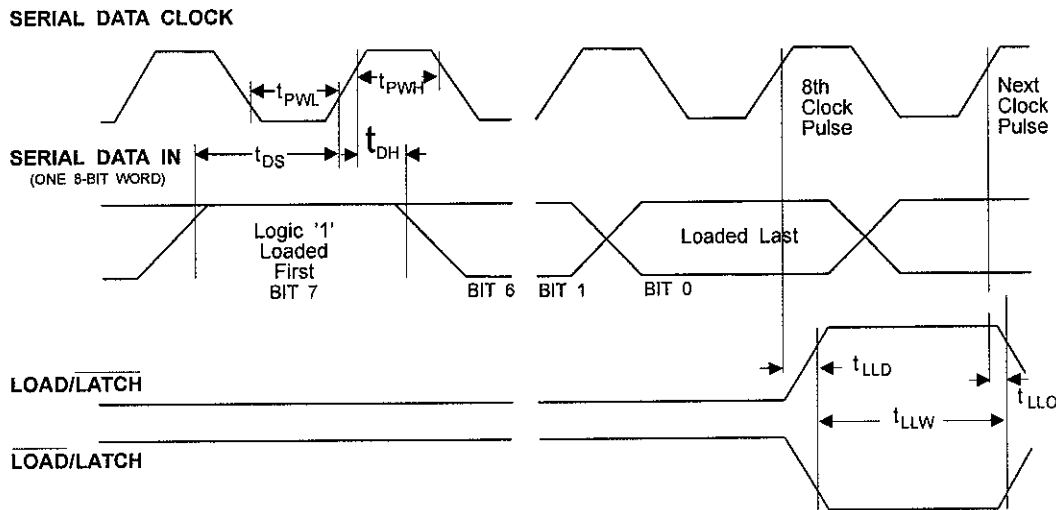 SERIAL DATA CLOCK
tPWL
tPWH
8th
Clock
Pulse
Next
Clock
Pulse
SERIAL DATA IN
(ONE 8-BIT WORD)
tDS
tDH
Logic '1'
Loaded
First
BIT 7
BIT 6
BIT 1
BIT 0
Loaded Last
LOAD/LATCH
tLLD
tLLO
tLLW
LOAD/LATCH